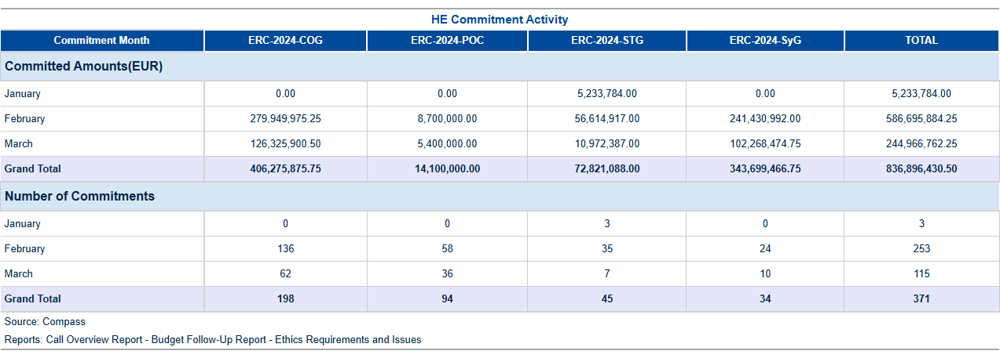 HE Commitment Activity
Commitment Month ERC-2024-COG ERC-2024-POC ERC-2024-STG ERC-2024-SyG TOTAL
Committed Amounts(EUR)
January 0.00 0.00 5,233,784.00 0.00 5,233,784.00
February 279,949,975.25 8,700,000.00 56,614,917.00 241,430,992.00 586,695,884.25
March 126,325,900.50 5,400,000.00 10,972,387.00 102,268,474.75 244,966,762.25
Grand Total 406,275,875.75 14,100,000.00 72,821,088.00 343,699,466.75 836,896,430.50
Number of Commitments
January 0 0 3 0 3
February 136 58 35 24 253
March 62 36 7 10 115
Grand Total 198 94 45 34 371
Source: Compass
Reports: Call Overview Report - Budget Follow-Up Report - Ethics Requirements and Issues